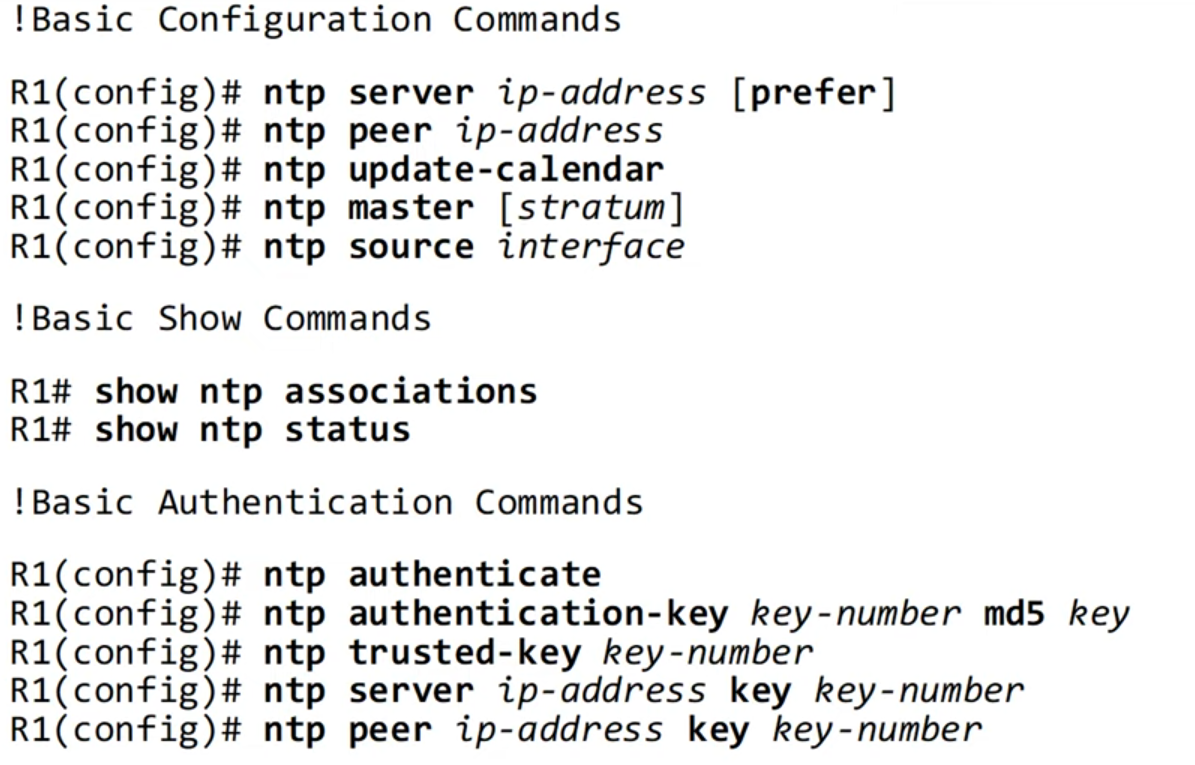 !Basic Configuration Commands
R1(config)# ntp server ip-address [prefer]
R1(config)# ntp peer ip-address
R1(config)# ntp update-calendar
R1(config)# ntp master [stratum]
R1(config)# ntp source interface
!Basic Show Commands
R1# show ntp associations
R1# show ntp status
!Basic Authentication Commands
R1(config)# ntp authenticate
R1(config)# ntp authentication-key key-number md5 key
R1(config)# ntp trusted-key key-number
R1(config)# ntp server ip-address key key-number
R1(config)# ntp peer ip-address key key-number